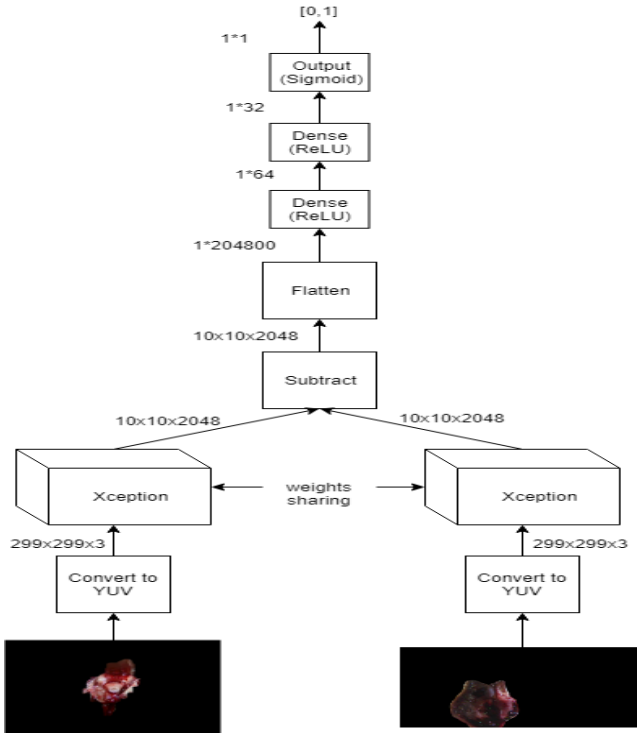 [0,1]
1*1
Output
(Sigmoid)
1*32
Dense
(ReLU)
1*64
Dense
(ReLU)
1*204800
Flatten
10x10x2048
Subtract
10x10x2048
10x10x2048
Xception
weights
sharing
Xception
299x299x3
299x299x3
Convert to
YUV
Convert to
YUV